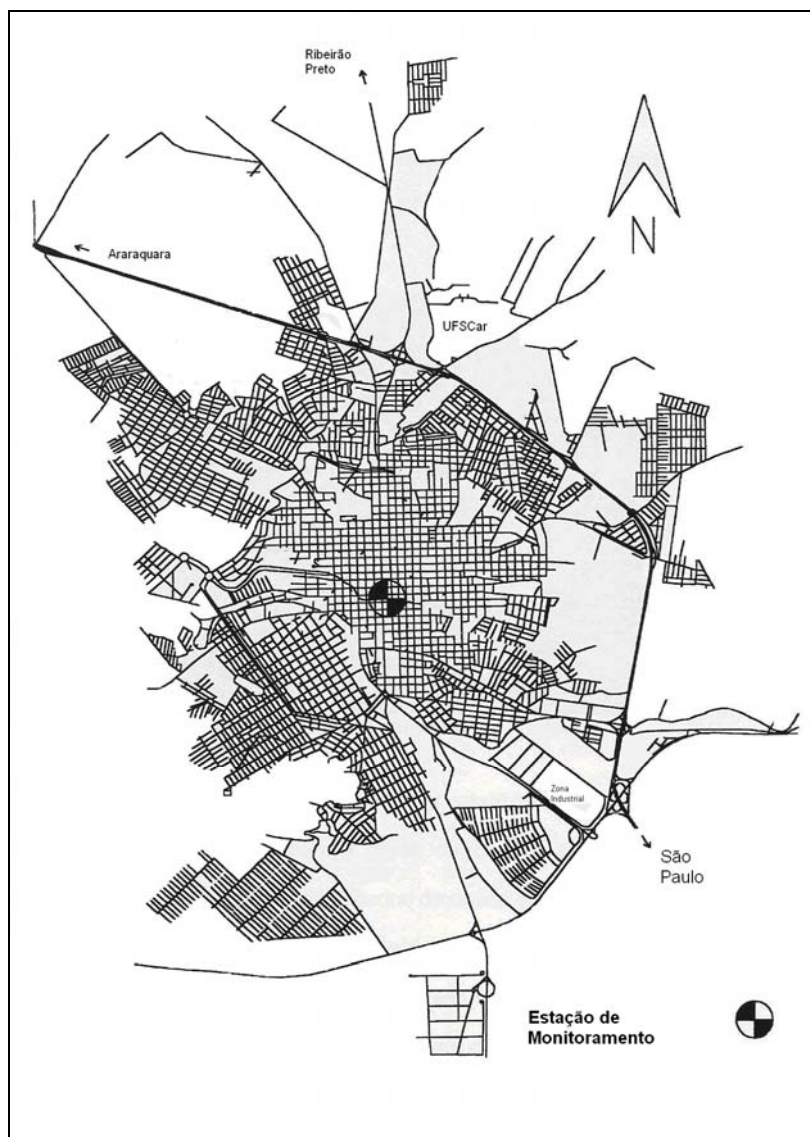 Ribeirão
Preto
N
Araraquara
UFSCar
Zona
Industrial
São
Paulo
Estação de
Monitoramento